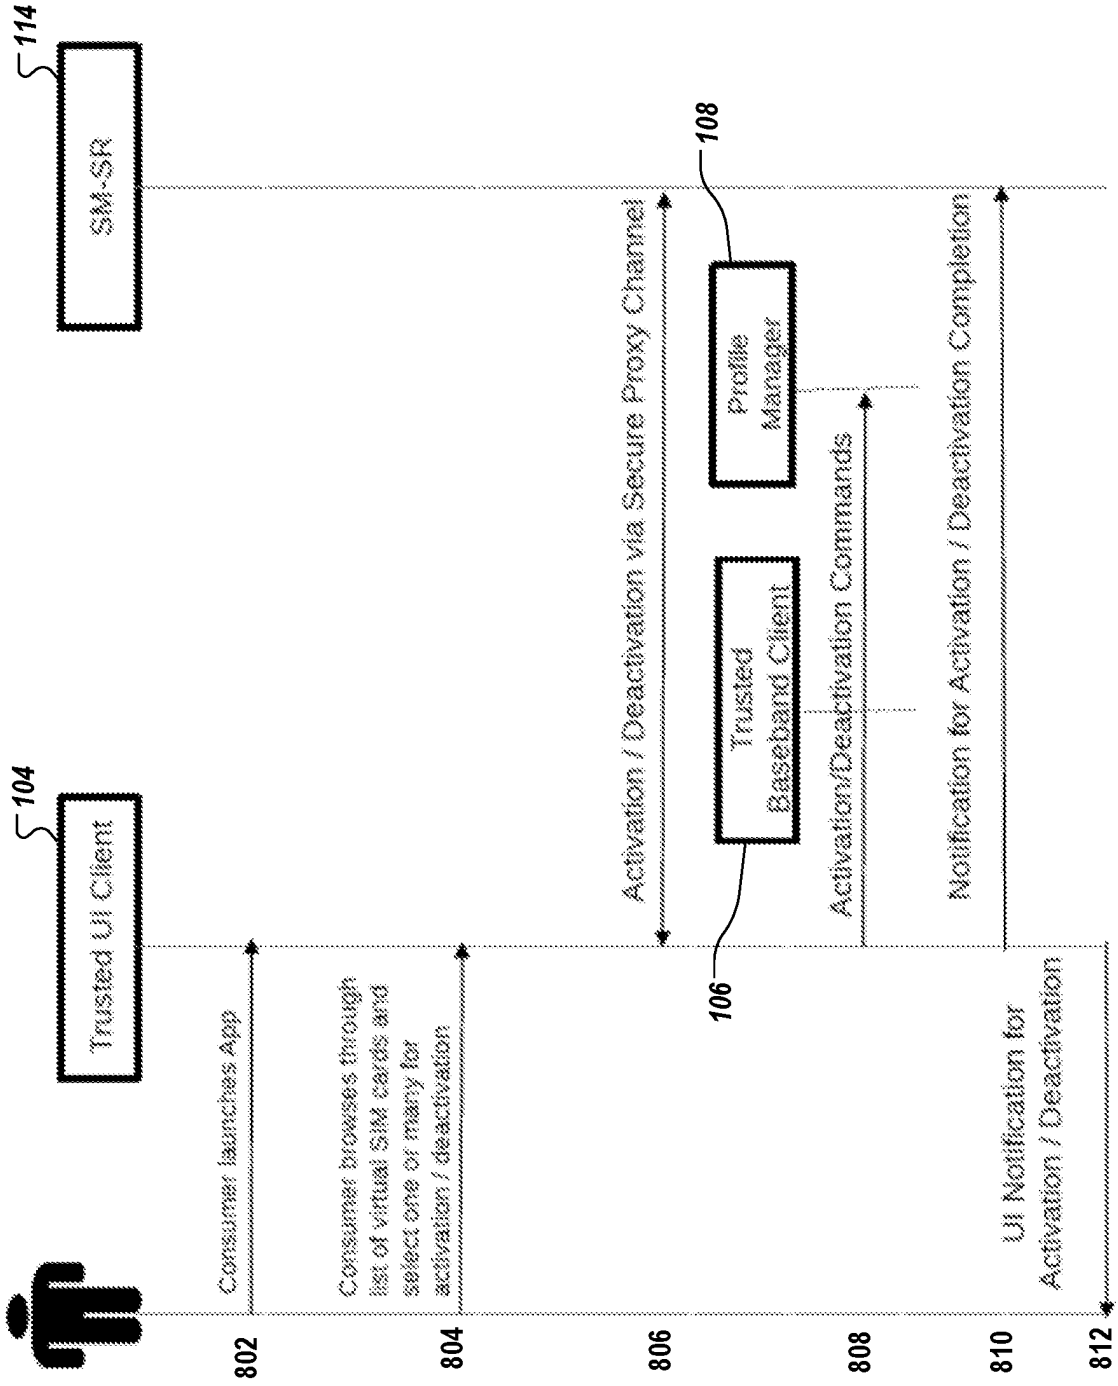 104
114
Trusted UI Client
SM-SR
802
Consumer launches App
804
Consumer browses through
list of virtual SIM cards and
select one or many for
activation / deactivation
806
Activation / Deactivation via Secure Proxy Channel
106
Trusted
Baseband Client
108
Profile
Manager
808
Activation/Deactivation Commands
810
Notification for Activation / Deactivation Completion
812
UI Notification for
Activation / Deactivation